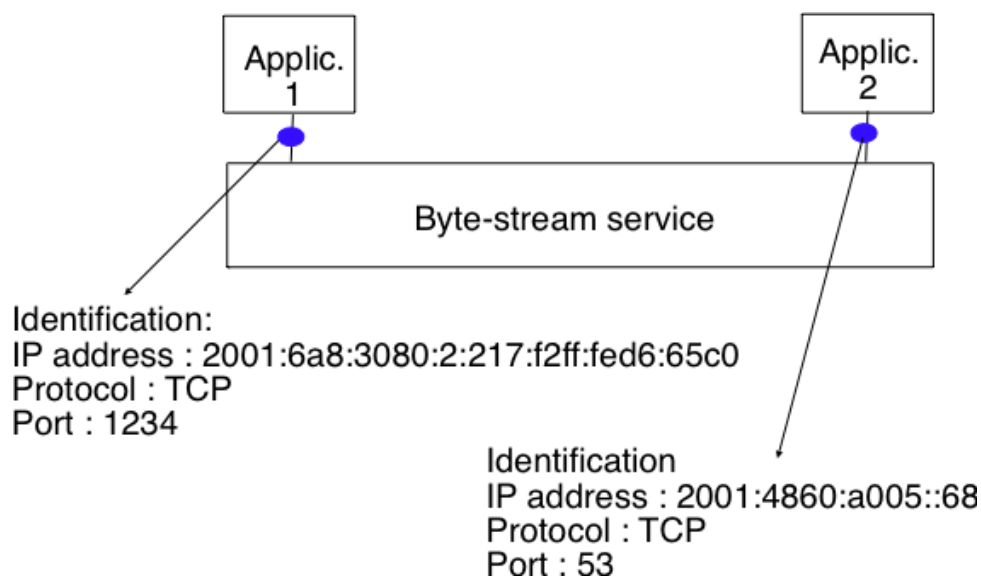 Applic.
1
Applic.
2
Byte-stream service
Identification:
IP address : 2001:6a8:3080:2:217:f2ff:fed6:65c0
Protocol : TCP
Port : 1234
Identification
IP address : 2001:4860:a005::68
Protocol : TCP
Port : 53